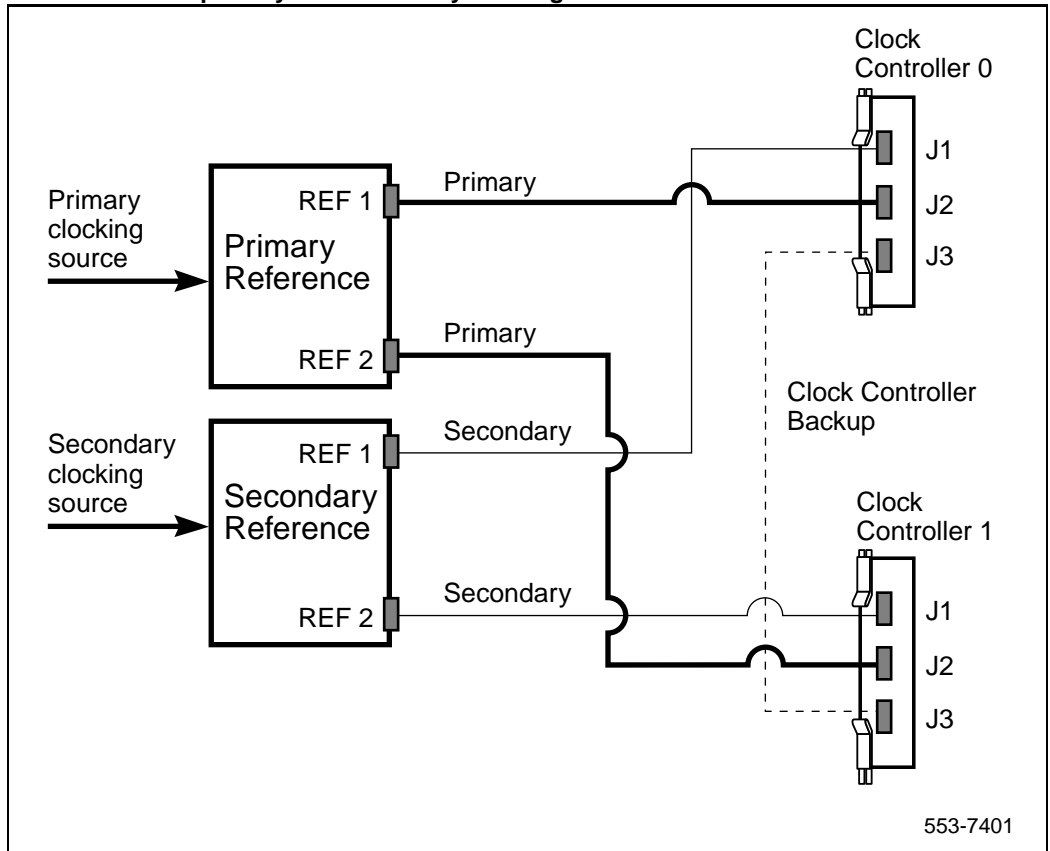 Clock
Controller 0
J1
J2
J3
Primary
clocking
source
REF 1
Primary
Reference
REF 2
Primary
Primary
Clock Controller
Backup
Secondary
clocking
source
REF 1
Secondary
Reference
REF 2
Secondary
Secondary
Clock
Controller 1
J1
J2
J3
553-7401